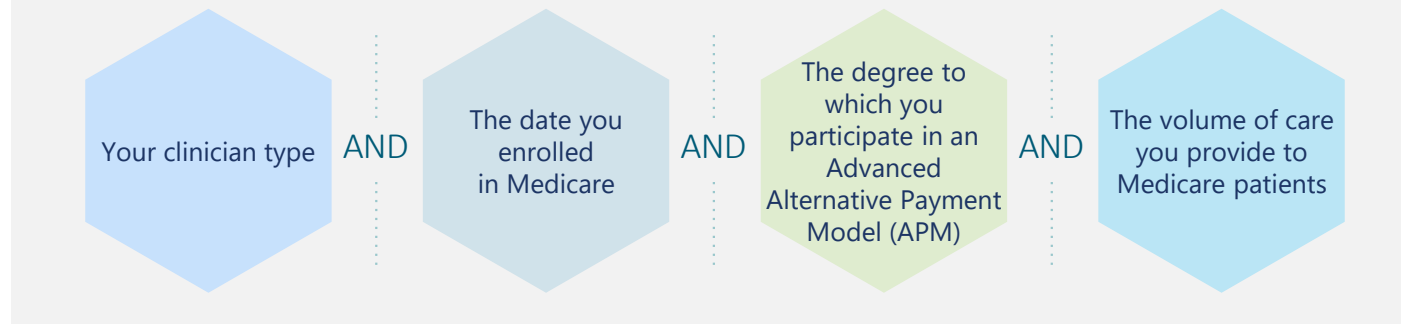 Your clinician type
AND
The date you
enrolled
in Medicare
AND
The degree to
which you
participate in an
Advanced
Alternative Payment
Model (APM)
AND
The volume of care
you provide to
Medicare patients